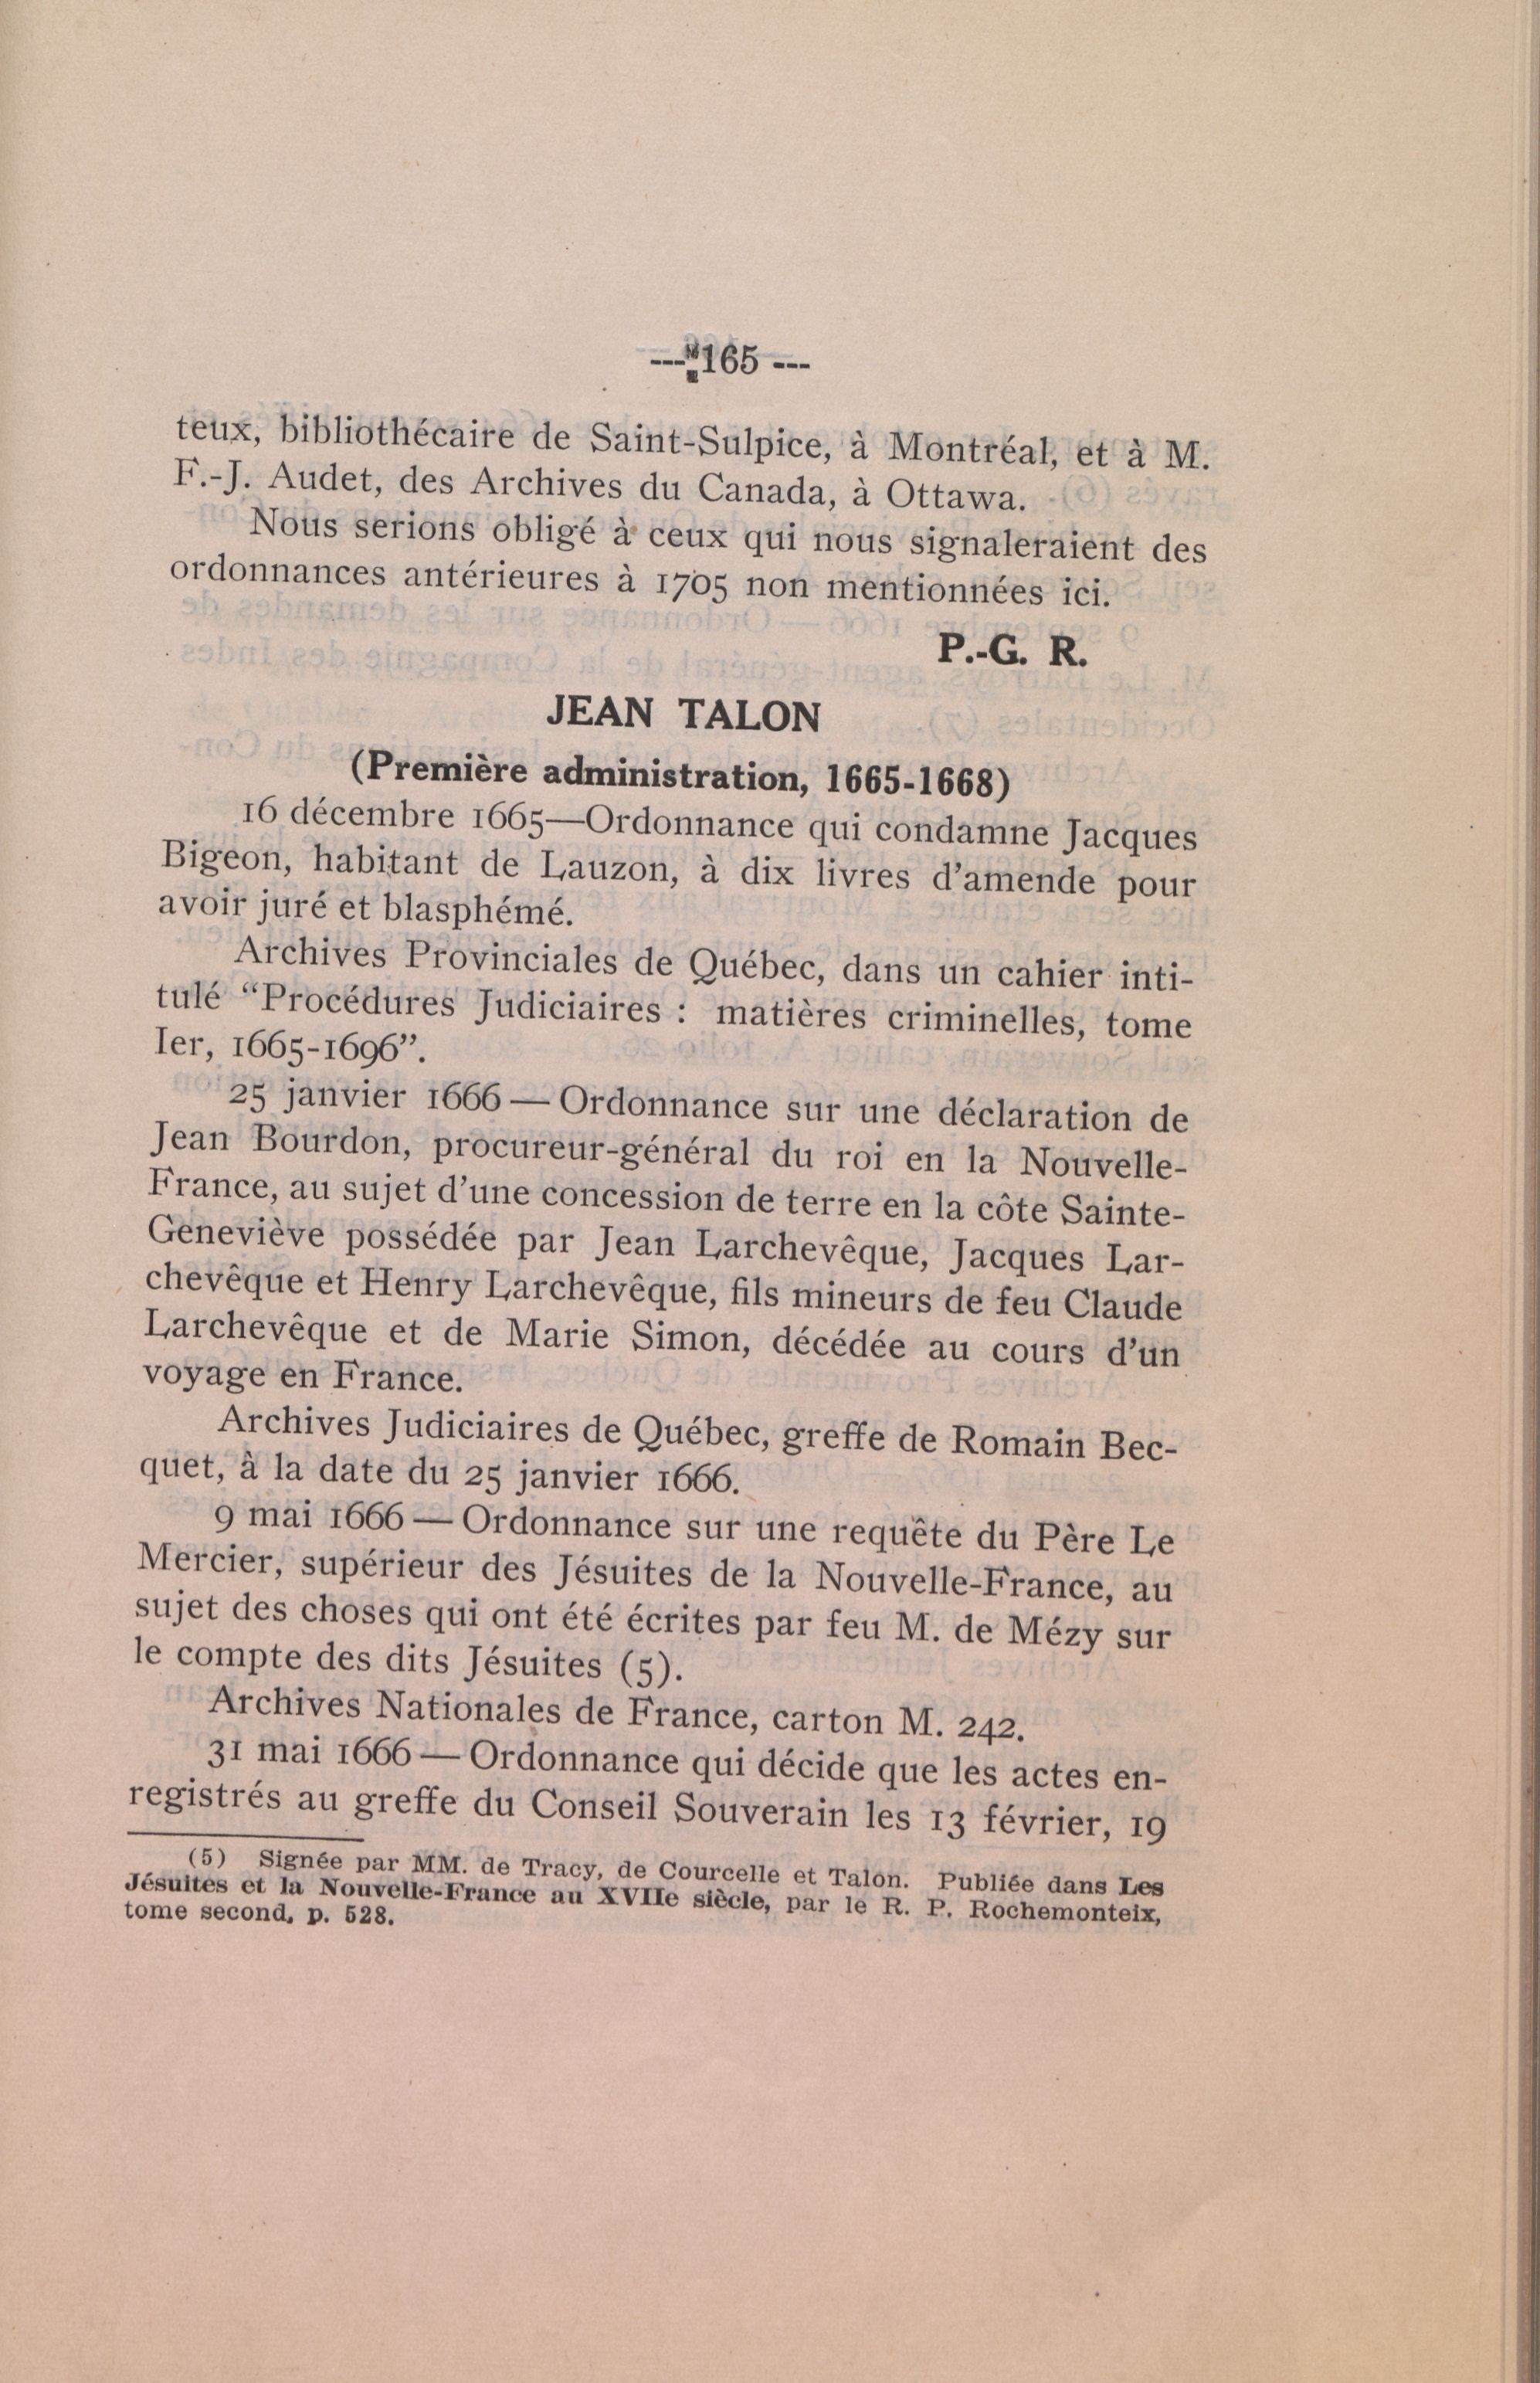 --- 165 ---
teux, bibliothécaire de Saint-Sulpice, à Montréal, et à M.
F.-J. Audet, des Archives du Canada, à Ottawa.
Nous serions obligé à ceux qui nous signaleraient des
ordonnances antérieures à 1705 non mentionnées ici.
P.-G. R.
JEAN TALON
(Première administration, 1665-1668)
16 décembre 1665—Ordonnance qui condamne Jacques
Bigeon, habitant de Lauzon, à dix livres d'amende pour
avoir juré et blasphémé.
Archives Provinciales de Québec, dans un cahier inti-
tulé “Procédures Judiciaires : matières criminelles, tome
Ier, 1665-1696”.
25 janvier 1666 — Ordonnance sur une déclaration de
Jean Bourdon, procureur-général du roi en la Nouvelle-
France, au sujet d'une concession de terre en la côte Sainte-
Geneviève possédée par Jean Larchevêque, Jacques Lar-
chevêque et Henry Larchevêque, fils mineurs de feu Claude
Larchevêque et de Marie Simon, décédée au cours d'un
voyage en France.
Archives Judiciaires de Québec, greffe de Romain Bec-
quet, à la date du 25 janvier 1666.
9 mai 1666 — Ordonnance sur une requête du Père Le
Mercier, supérieur des Jésuites de la Nouvelle-France, au
sujet des choses qui ont été écrites par feu M. de Mézy sur
le compte des dits Jésuites (5).
Archives Nationales de France, carton M. 242.
31 mai 1666 — Ordonnance qui décide que les actes en-
registrés au greffe du Conseil Souverain les 13 février, 19
(5) Signée par MM. de Tracy, de Courcelle et Talon. Publiée dans Les
Jésuites et la Nouvelle-France au XVIIe siècle, par le R. P. Rochemonteix,
tome second, p. 528.